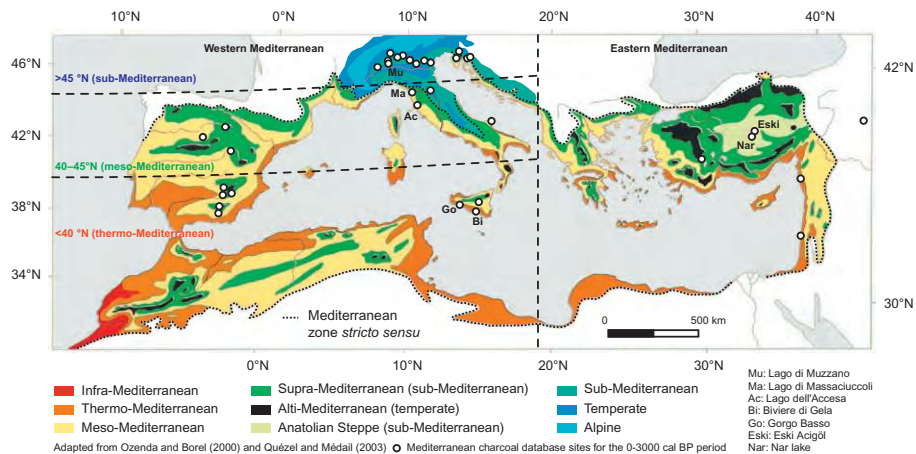 10°N 0°N 10°N 20°N 30°N 40°N
Western Mediterranean
Eastern Mediterranean
46°N
>45 °N (sub-Mediterranean)
Mu
42°N
Ma
Ac
42°N
Eski
Nar
40–45°N (meso-Mediterranean)
38°N
Go
Bi
<40 °N (thermo-Mediterranean)
34°N
30°N
Mediterranean
zone stricto sensu
0 500 km
0°N 10°N 20°N 30°N
Infra-Mediterranean
Thermo-Mediterranean
Meso-Mediterranean
Supra-Mediterranean (sub-Mediterranean)
Alti-Mediterranean (temperate)
Anatolian Steppe (sub-Mediterranean)
Sub-Mediterranean
Temperate
Alpine
Mu: Lago di Muzzano
Ma: Lago di Massaciuccoli
Ac: Lago dell'Accesa
Bi: Biviere di Gela
Go: Gorgo Basso
Eski: Eski Acigöl
Nar: Nar lake
Adapted from Ozenda and Borel (2000) and Quézel and Médail (2003)
Mediterranean charcoal database sites for the 0-3000 cal BP period